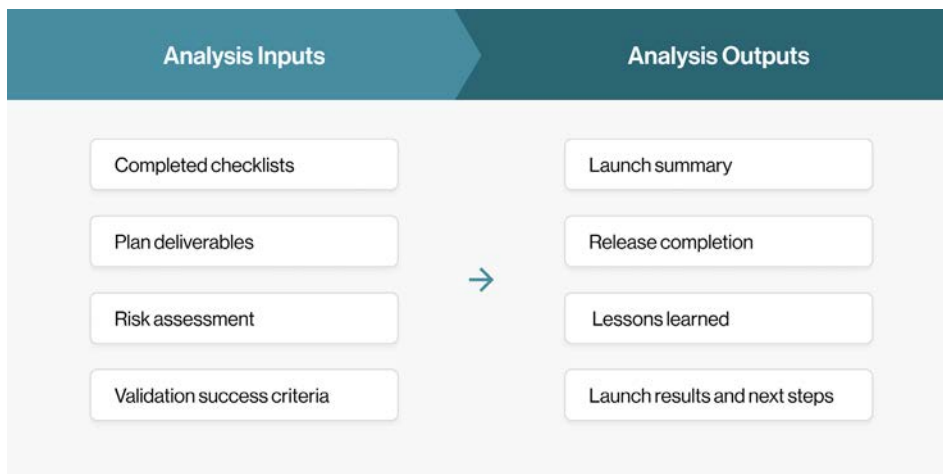 Analysis Inputs
Analysis Outputs
Completed checklists
Launch summary
Plan deliverables
Release completion
Risk assessment
Lessons learned
Validation success criteria
Launch results and next steps